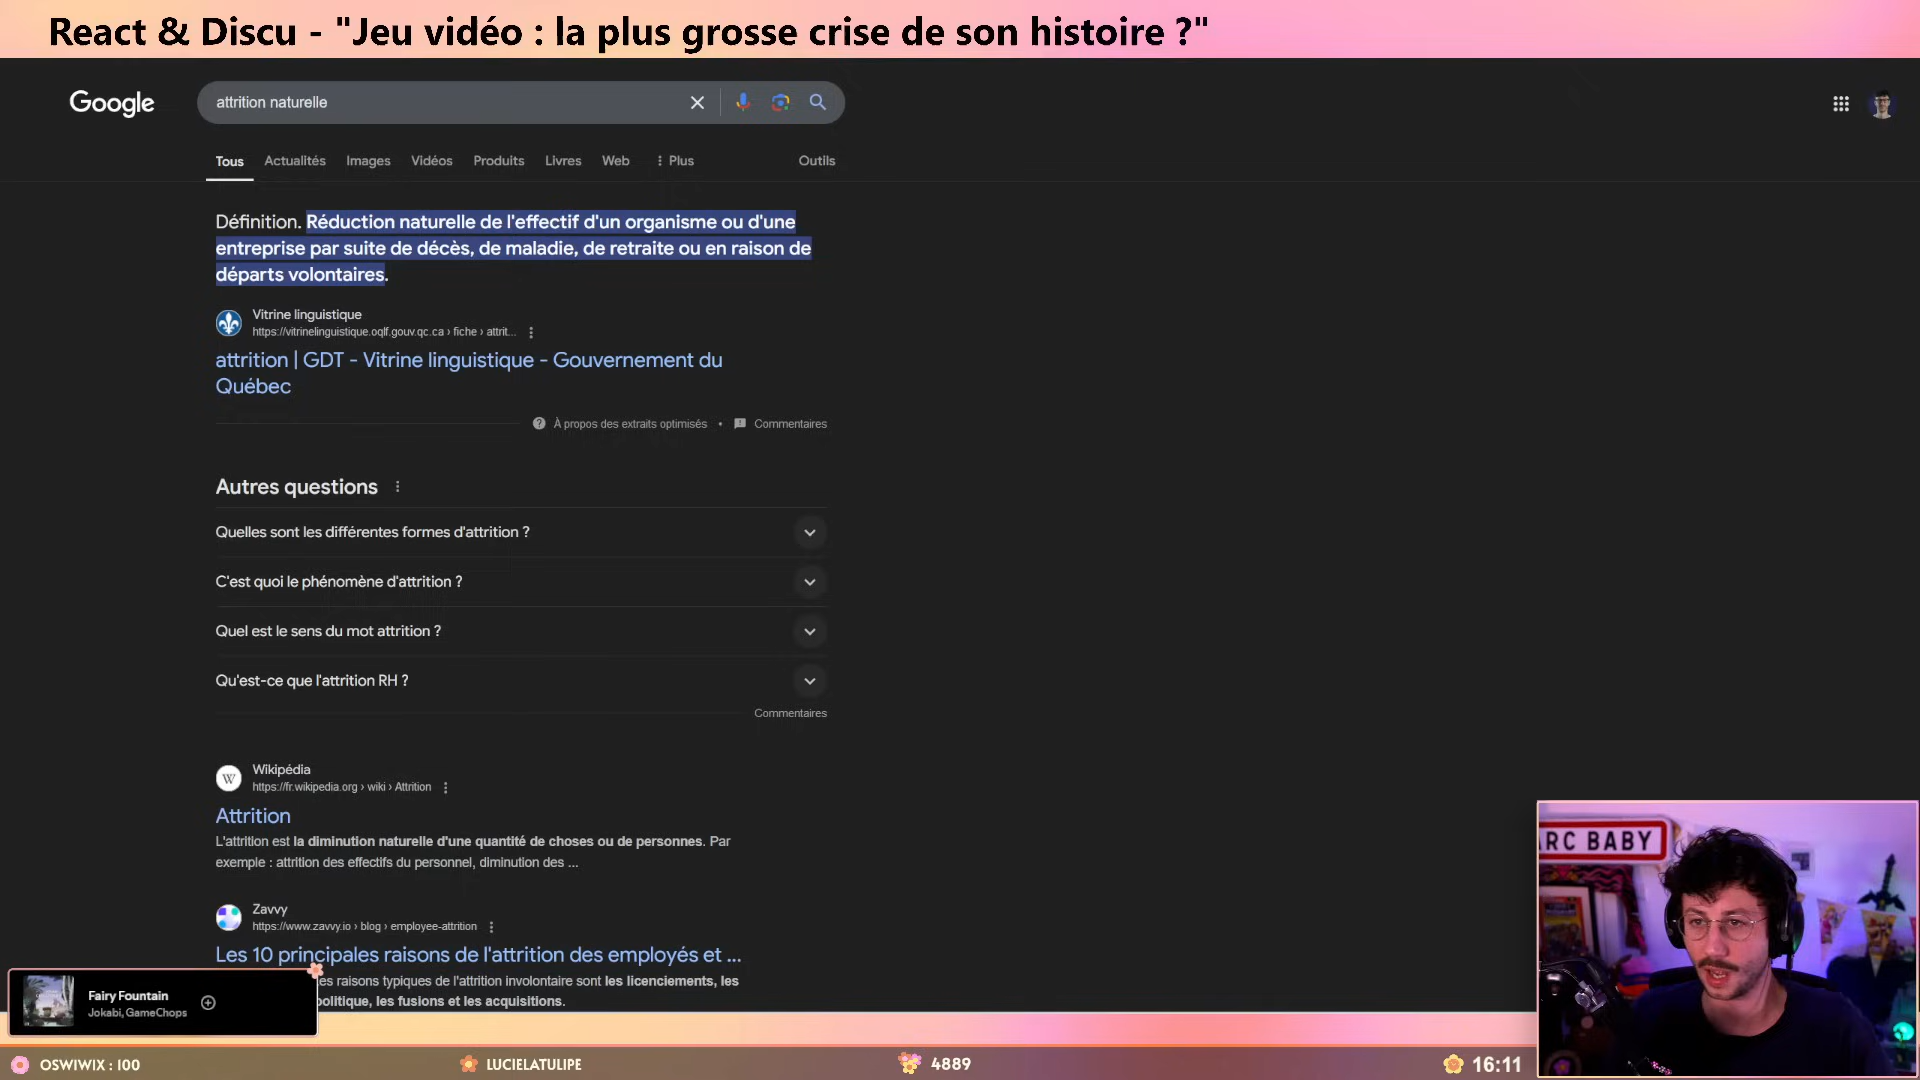 React & Discu - "Jeu vidéo : la plus grosse crise de son histoire ?"
Google
attrition naturelle
Tous Actualités Images Vidéos Produits Livres Web Plus Outils
Définition. Réduction naturelle de l'effectif d'un organisme ou d'une
entreprise par suite de décès, de maladie, de retraite ou en raison de
départs volontaires.
Vitrine linguistique
https://vitrinelinguistique.oqlf.gouv.qc.ca › fiche › attrit...
attrition | GDT - Vitrine linguistique - Gouvernement du
Québec
À propos des extraits optimisés • Commentaires
Autres questions
Quelles sont les différentes formes d'attrition ?
C'est quoi le phénomène d'attrition ?
Quel est le sens du mot attrition ?
Qu'est-ce que l'attrition RH ?
Commentaires
W
Wikipédia
https://fr.wikipedia.org › wiki › Attrition
Attrition
L'attrition est la diminution naturelle d'une quantité de choses ou de personnes. Par
exemple : attrition des effectifs du personnel, diminution des ...
Zavvy
https://www.zavvy.io › blog › employee-attrition
Les 10 principales raisons de l'attrition des employés et ...
es raisons typiques de l'attrition involontaire sont les licenciements, les
politique, les fusions et les acquisitions.
Fairy Fountain
Jokabi, GameChops
ARC BABY
OSWIWIX : 100
LUCIELATULIPE
4889
16:11